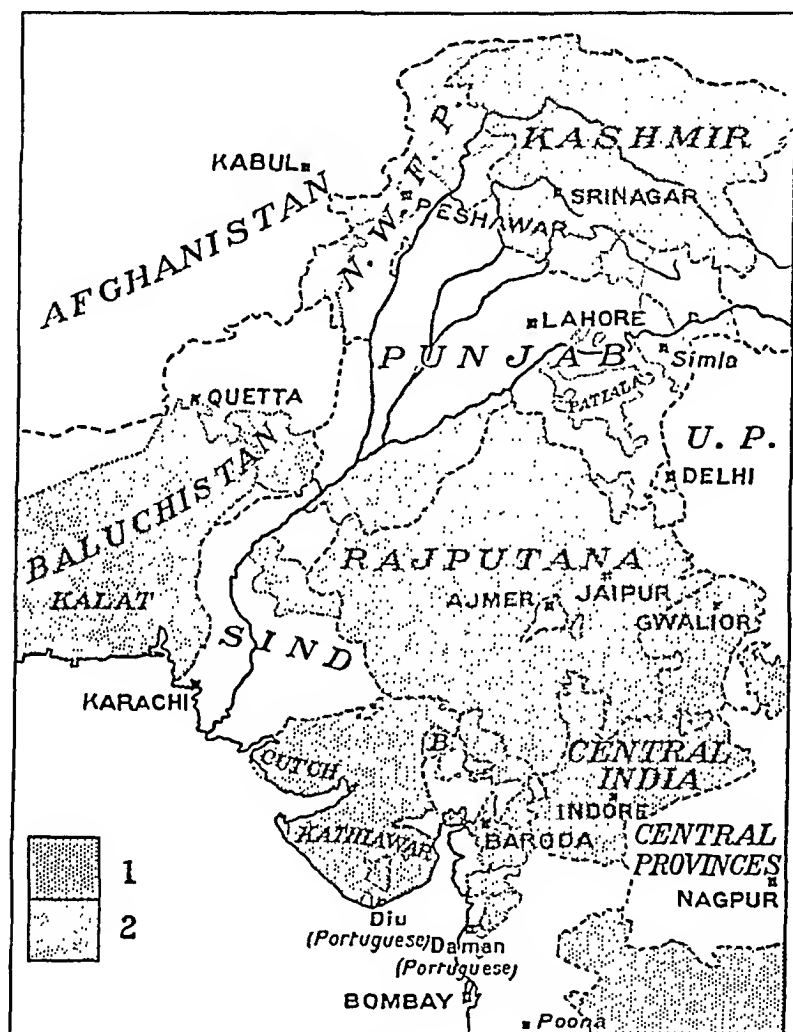 KASHMIR
KABUL
N. W. F. P.
SRINAGAR
PESHAWAR
AFGHANISTAN
LAHORE
PUNJAB
Simla
PATIALA
QUETTA
U. P.
DELHI
BALUCHISTAN
RAJPUTANA
KALAT
AJMER
JAIPUR
GWALIOR
SIND
KARACHI
B.
CUTCH
CENTRAL
INDIA
INDORE
KATHIAWAR
BARODA
CENTRAL
PROVINCES
NAGPUR
1
2
Diu
(Portuguese)
Daman
(Portuguese)
BOMBAY
Poona